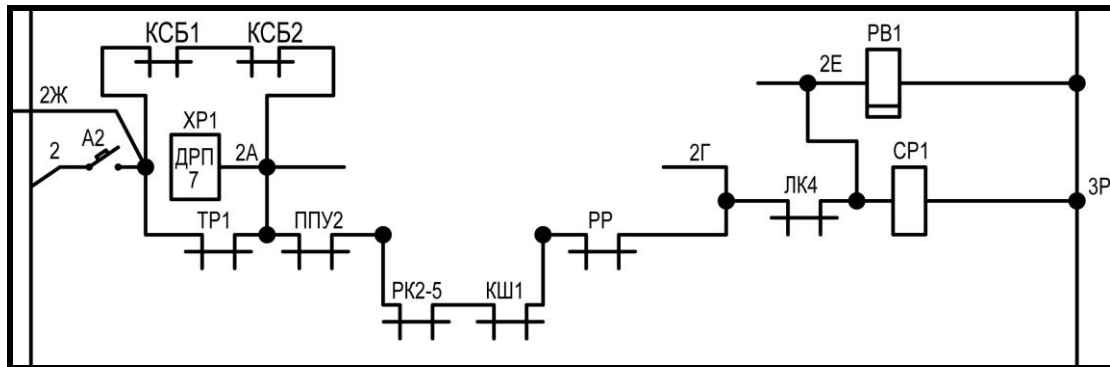 КСБ1
КСБ2
РВ1
2Е
2Ж
ХР1
А2
2
ДРП
7
2А
2Г
ЛК4
СР1
3Р
ТР1
ППУ2
РР
РК2-5
КШ1